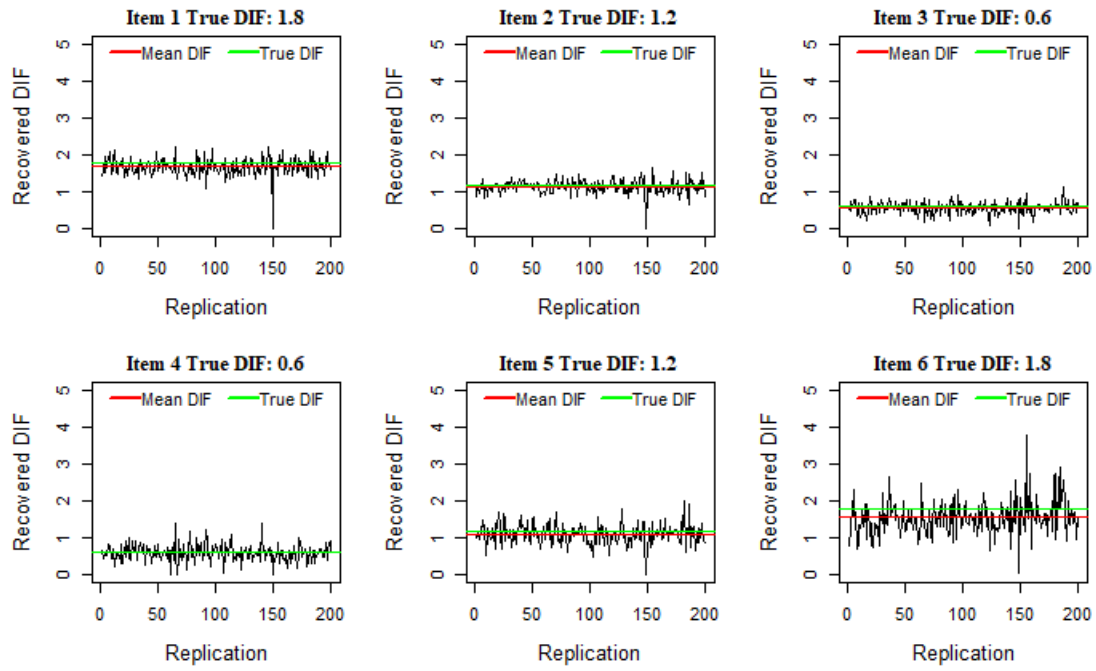 Item 1 True DIF: 1.8
Recovered DIF
5
4
3
2
1
0
Mean DIF True DIF
0 50 100 150 200
Replication
Item 2 True DIF: 1.2
Recovered DIF
5
4
3
2
1
0
Mean DIF True DIF
0 50 100 150 200
Replication
Item 3 True DIF: 0.6
Recovered DIF
5
4
3
2
1
0
Mean DIF True DIF
0 50 100 150 200
Replication
Item 4 True DIF: 0.6
Recovered DIF
5
4
3
2
1
0
Mean DIF True DIF
0 50 100 150 200
Replication
Item 5 True DIF: 1.2
Recovered DIF
5
4
3
2
1
0
Mean DIF True DIF
0 50 100 150 200
Replication
Item 6 True DIF: 1.8
Recovered DIF
5
4
3
2
1
0
Mean DIF True DIF
0 50 100 150 200
Replication